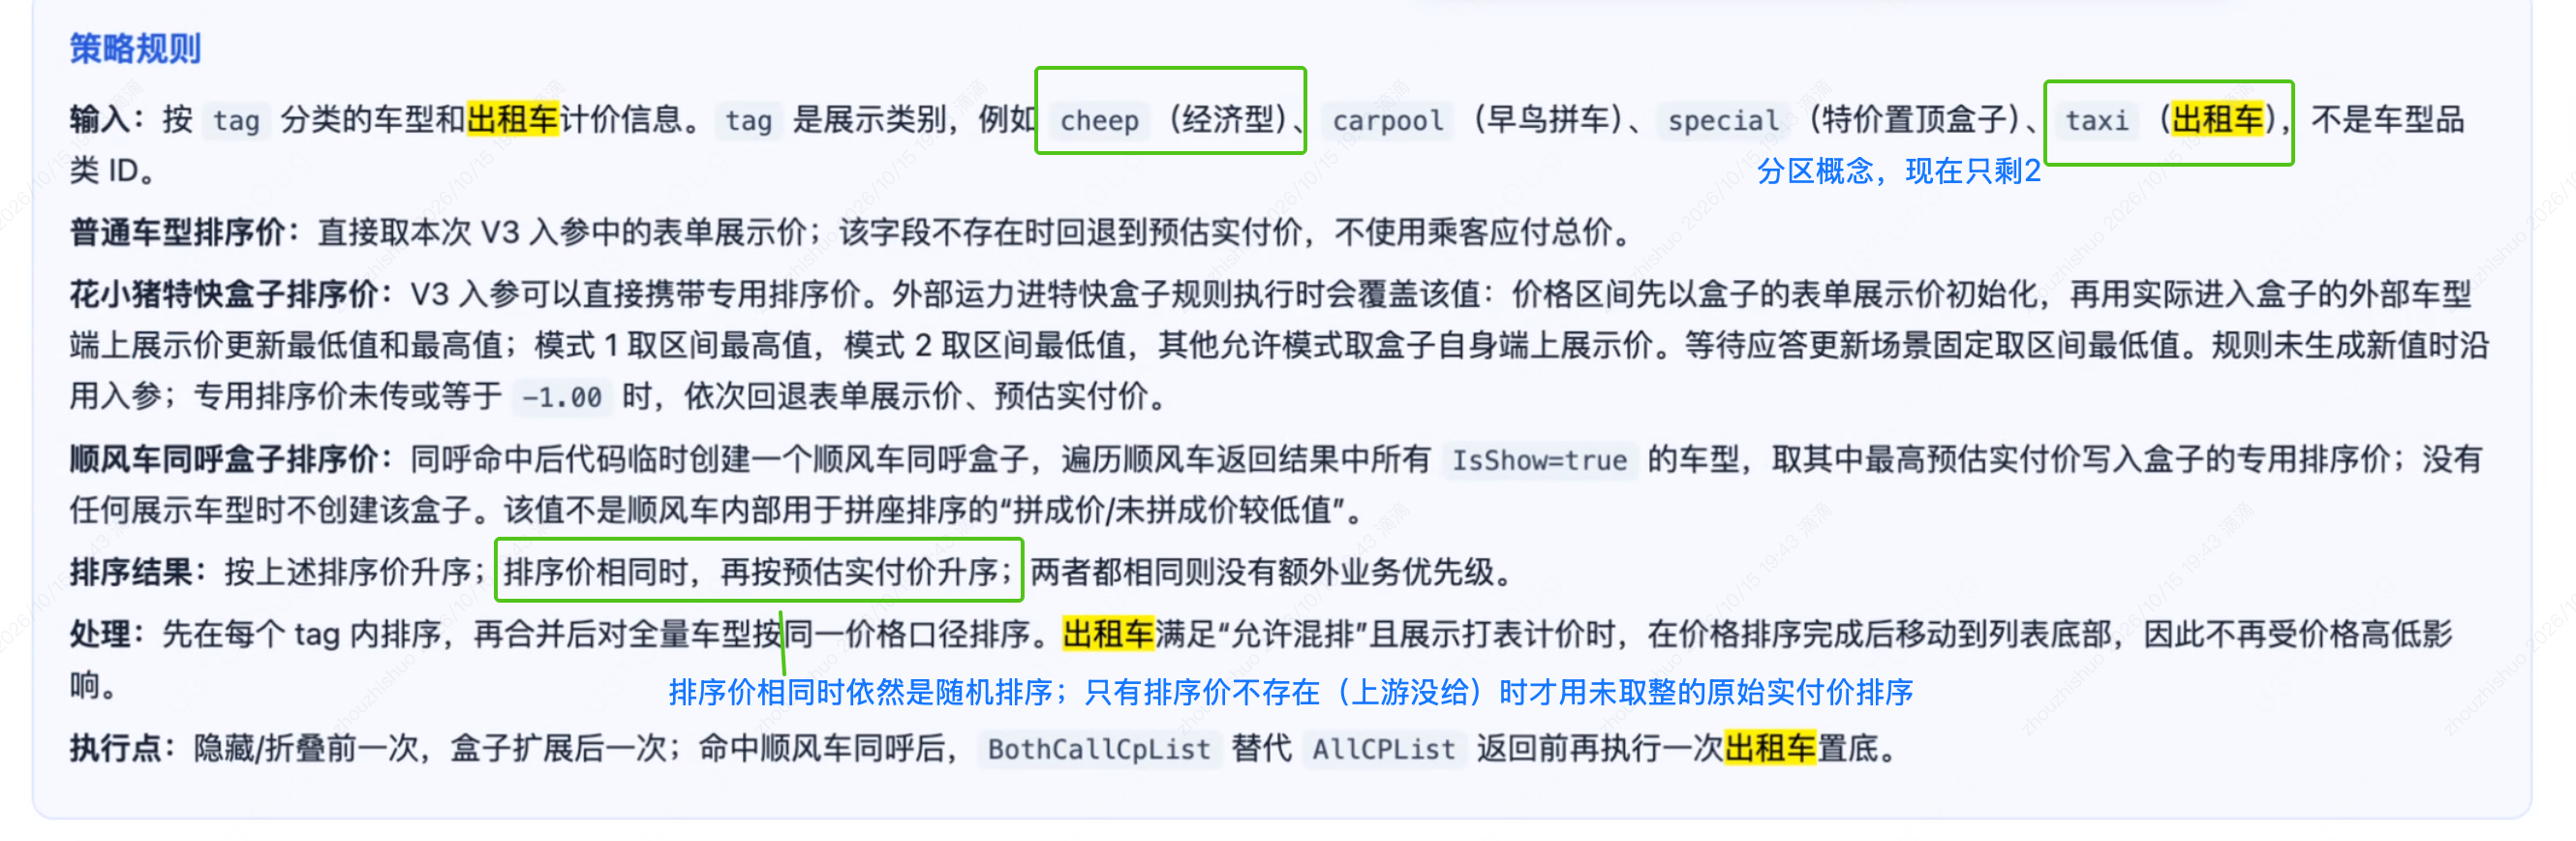 策略规则
输入：按 tag 分类的车型和出租车计价信息。tag 是展示类别，例如 cheep（经济型）、carpool（早鸟拼车）、special（特价置顶盒子）、taxi（出租车），不是车型品
类 ID。
分区概念，现在只剩2
普通车型排序价：直接取本次 V3 入参中的表单展示价；该字段不存在时回退到预估实付价，不使用乘客应付总价。
花小猪特快盒子排序价：V3 入参可以直接携带专用排序价。外部运力进特快盒子规则执行时会覆盖该值：价格区间先以盒子的表单展示价初始化，再用实际进入盒子的外部车型
端上展示价更新最低值和最高值；模式 1 取区间最高值，模式 2 取区间最低值，其他允许模式取盒子自身端上展示价。等待应答更新场景固定取区间最低值。规则未生成新值时沿
用入参；专用排序价未传或等于 -1.00 时，依次回退表单展示价、预估实付价。
顺风车同呼盒子排序价：同呼命中后代码临时创建一个顺风车同呼盒子，遍历顺风车返回结果中所有 IsShow=true 的车型，取其中最高预估实付价写入盒子的专用排序价；没有
任何展示车型时不创建该盒子。该值不是顺风车内部用于拼座排序的“拼成价/未拼成价较低值”。
排序结果：按上述排序价升序；排序价相同时，再按预估实付价升序；两者都相同则没有额外业务优先级。
处理：先在每个 tag 内排序，再合并后对全量车型按同一价格口径排序。出租车满足“允许混排”且展示打表计价时，在价格排序完成后移动到列表底部，因此不再受价格高低影
响。
排序价相同时依然是随机排序；只有排序价不存在（上游没给）时才用未取整的原始实付价排序
执行点：隐藏/折叠前一次，盒子扩展后一次；命中顺风车同呼后，BothCallCpList 替代 AllCPList 返回前再执行一次出租车置底。
zhouzhishuo 2026/10/15 19:43 滴滴